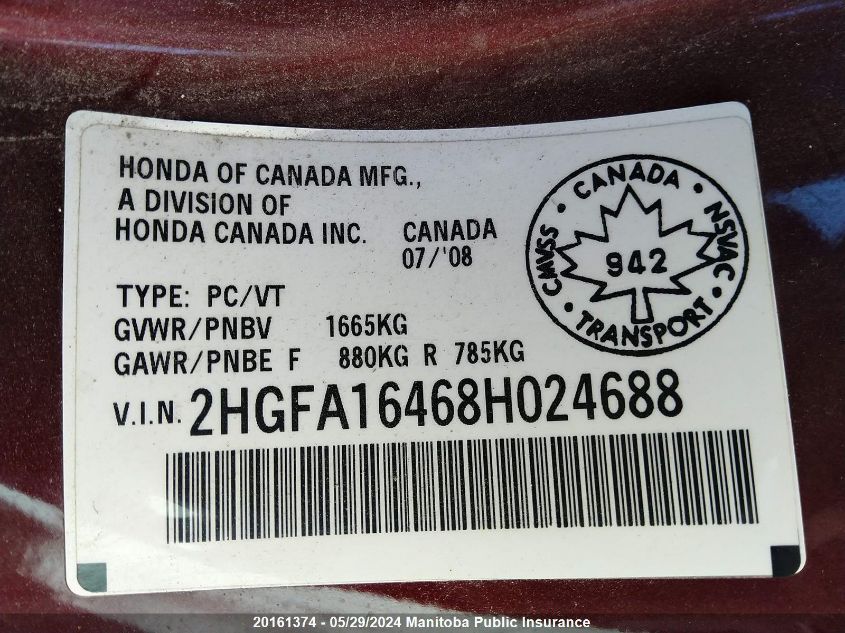 HONDA OF CANADA MFG.,
A DIVISION OF
HONDA CANADA INC. CANADA
07/'08
TYPE: PC/VT
GVWR/PNBV 1665KG
GAWR/PNBE F 880KG R 785KG
V.I.N. 2HGFA16468H024688
CANADA • NSVAC • TRANSPORT • CMVSS •
942
20161374 - 05/29/2024 Manitoba Public Insurance